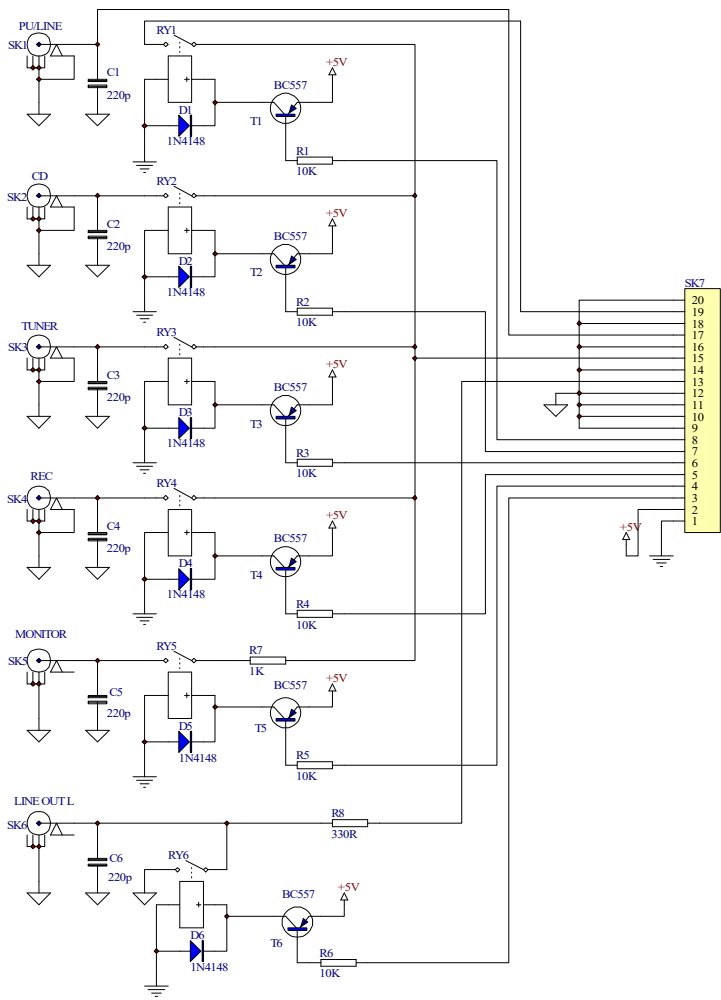 PU/LINE
SK1
C1
220p
RY1
+
D1
1N4148
BC557
T1
+5V
R1
10K
CD
SK2
C2
220p
RY2
+
D2
1N4148
BC557
T2
+5V
R2
10K
TUNER
SK3
C3
220p
RY3
+
D3
1N4148
BC557
T3
+5V
R3
10K
REC
SK4
C4
220p
RY4
+
D4
1N4148
BC557
T4
+5V
R4
10K
MONITOR
SK5
C5
220p
RY5
+
D5
1N4148
R7
1K
BC557
T5
+5V
R5
10K
LINE OUT L
SK6
C6
220p
RY6
+
D6
1N4148
R8
330R
BC557
T6
+5V
R6
10K
SK7
20
19
18
17
16
15
14
13
12
11
10
9
8
7
6
5
4
3
2
1
+5V